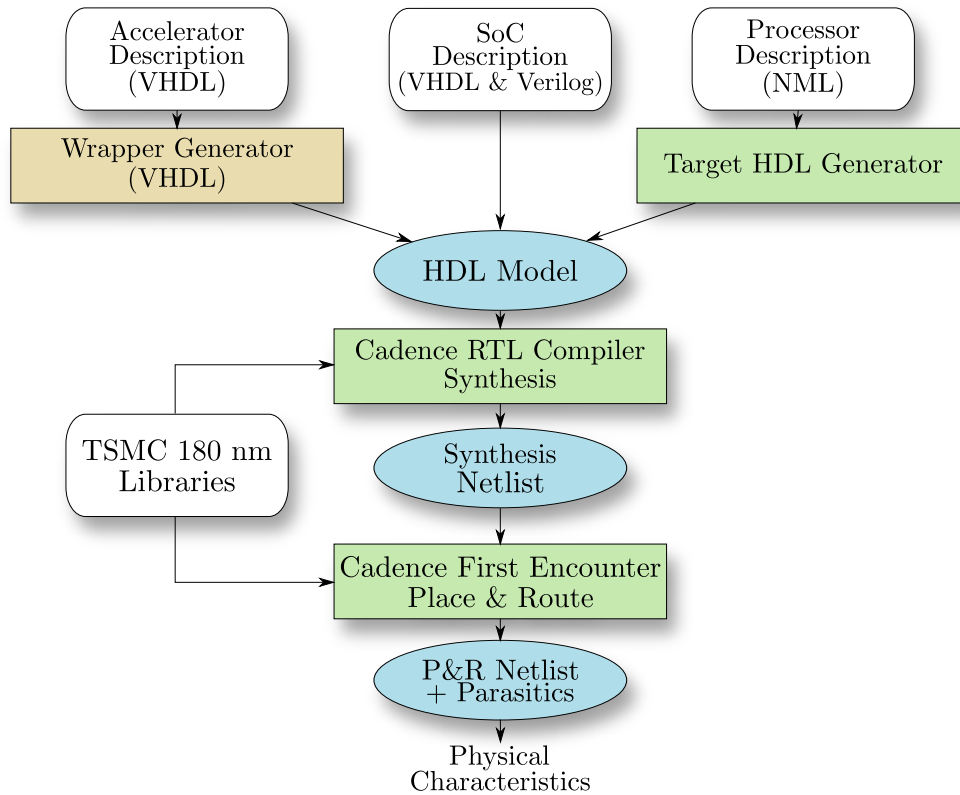 Accelerator
Description
(VHDL)
SoC
Description
(VHDL & Verilog)
Processor
Description
(NML)
Wrapper Generator
(VHDL)
Target HDL Generator
HDL Model
Cadence RTL Compiler
Synthesis
TSMC 180 nm
Libraries
Synthesis
Netlist
Cadence First Encounter
Place & Route
P&R Netlist
+ Parasitics
Physical
Characteristics